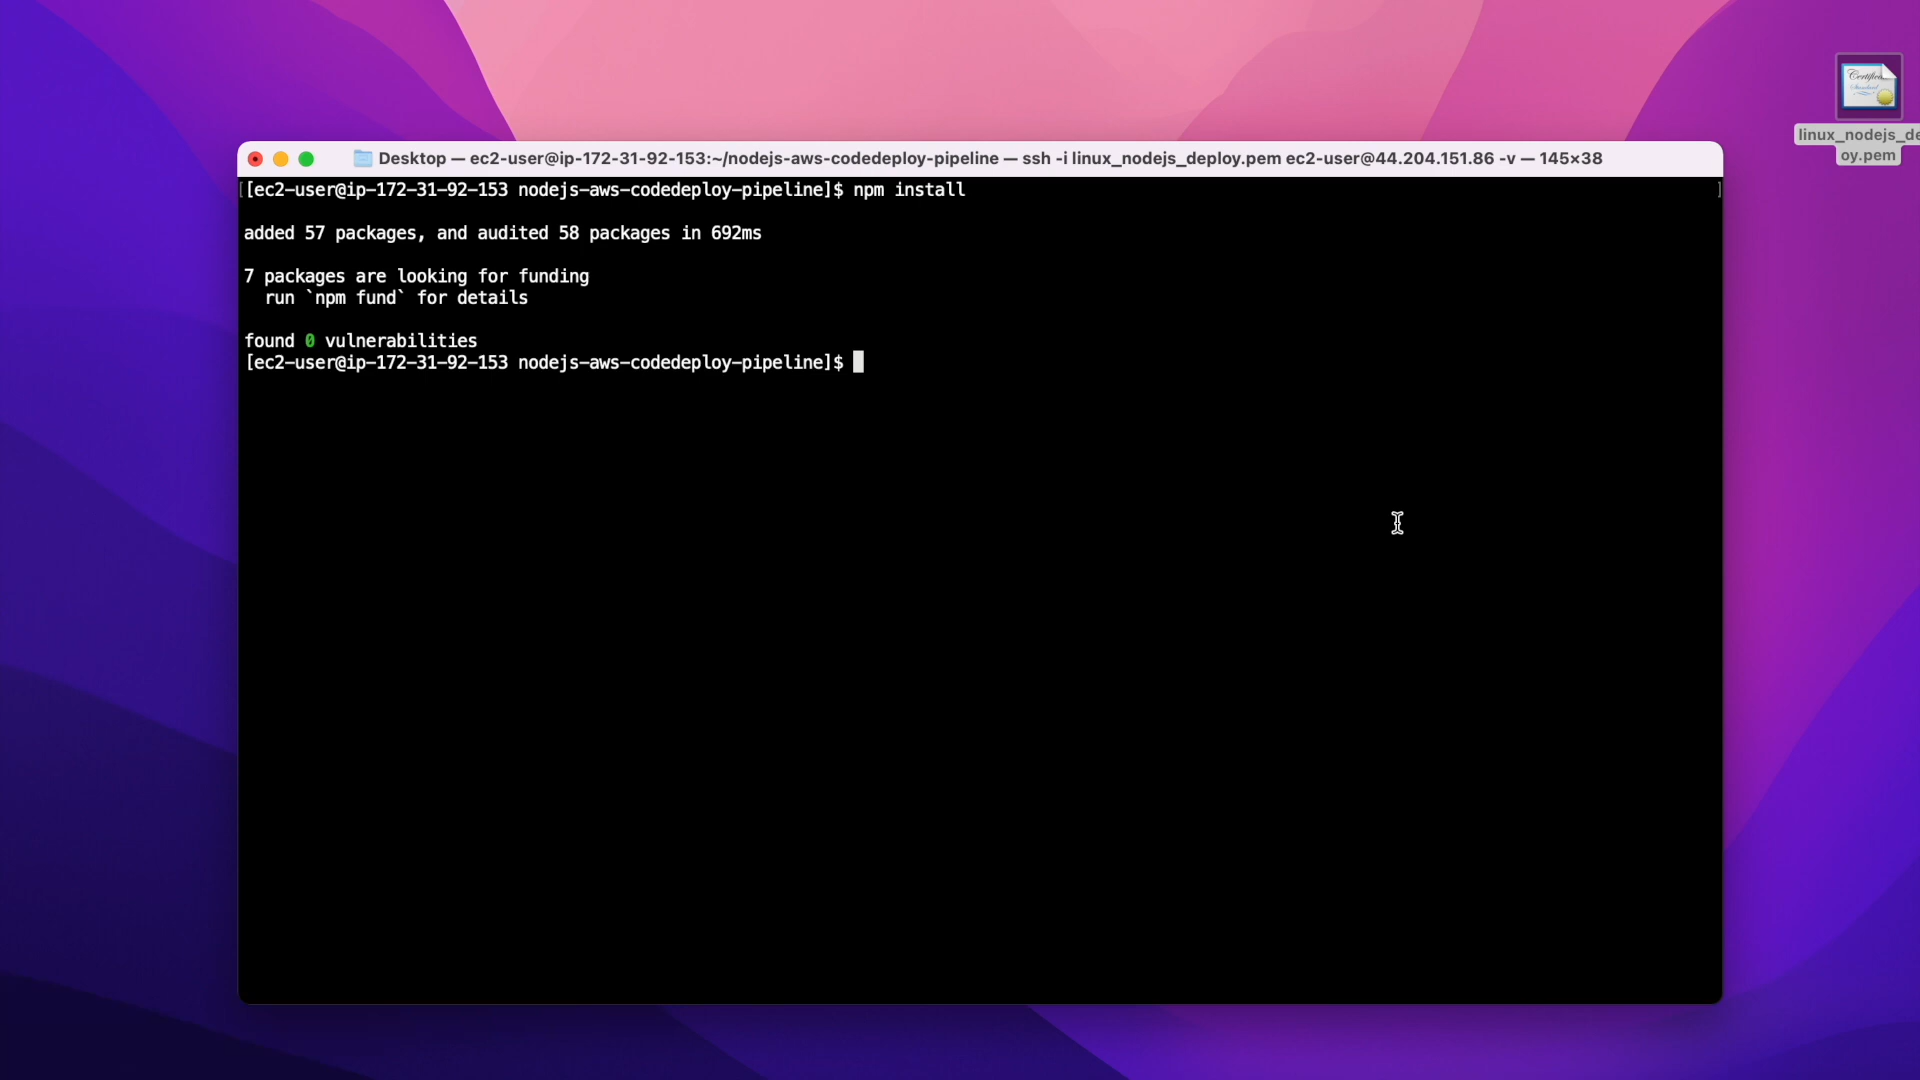 Desktop — ec2-user@ip-172-31-92-153:~/nodejs-aws-codedeploy-pipeline — ssh -i linux_nodejs_deploy.pem ec2-user@44.204.151.86 -v — 145×38
[[ec2-user@ip-172-31-92-153 nodejs-aws-codedeploy-pipeline]$ npm install ]
added 57 packages, and audited 58 packages in 692ms
7 packages are looking for funding
run `npm fund` for details
found 0 vulnerabilities
[ec2-user@ip-172-31-92-153 nodejs-aws-codedeploy-pipeline]$
Certificate
Standard
linux_nodejs_de
oy.pem